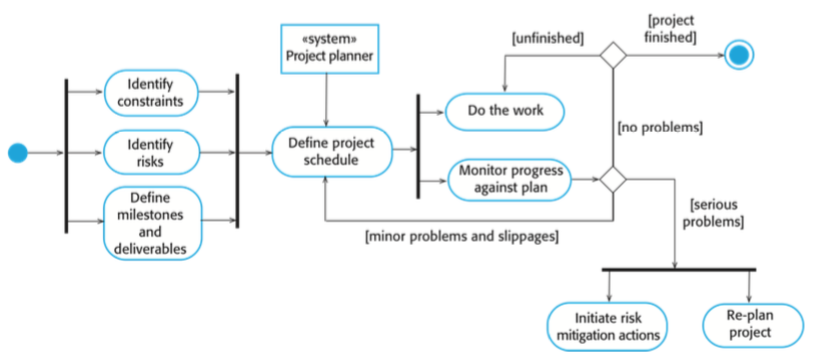 Identify
constraints
Identify
risks
Define
milestones
and
deliverables
«system»
Project planner
Define project
schedule
[unfinished]
[project
finished]
Do the work
[no problems]
Monitor progress
against plan
[minor problems and slippages]
[serious
problems]
Initiate risk
mitigation actions
Re-plan
project